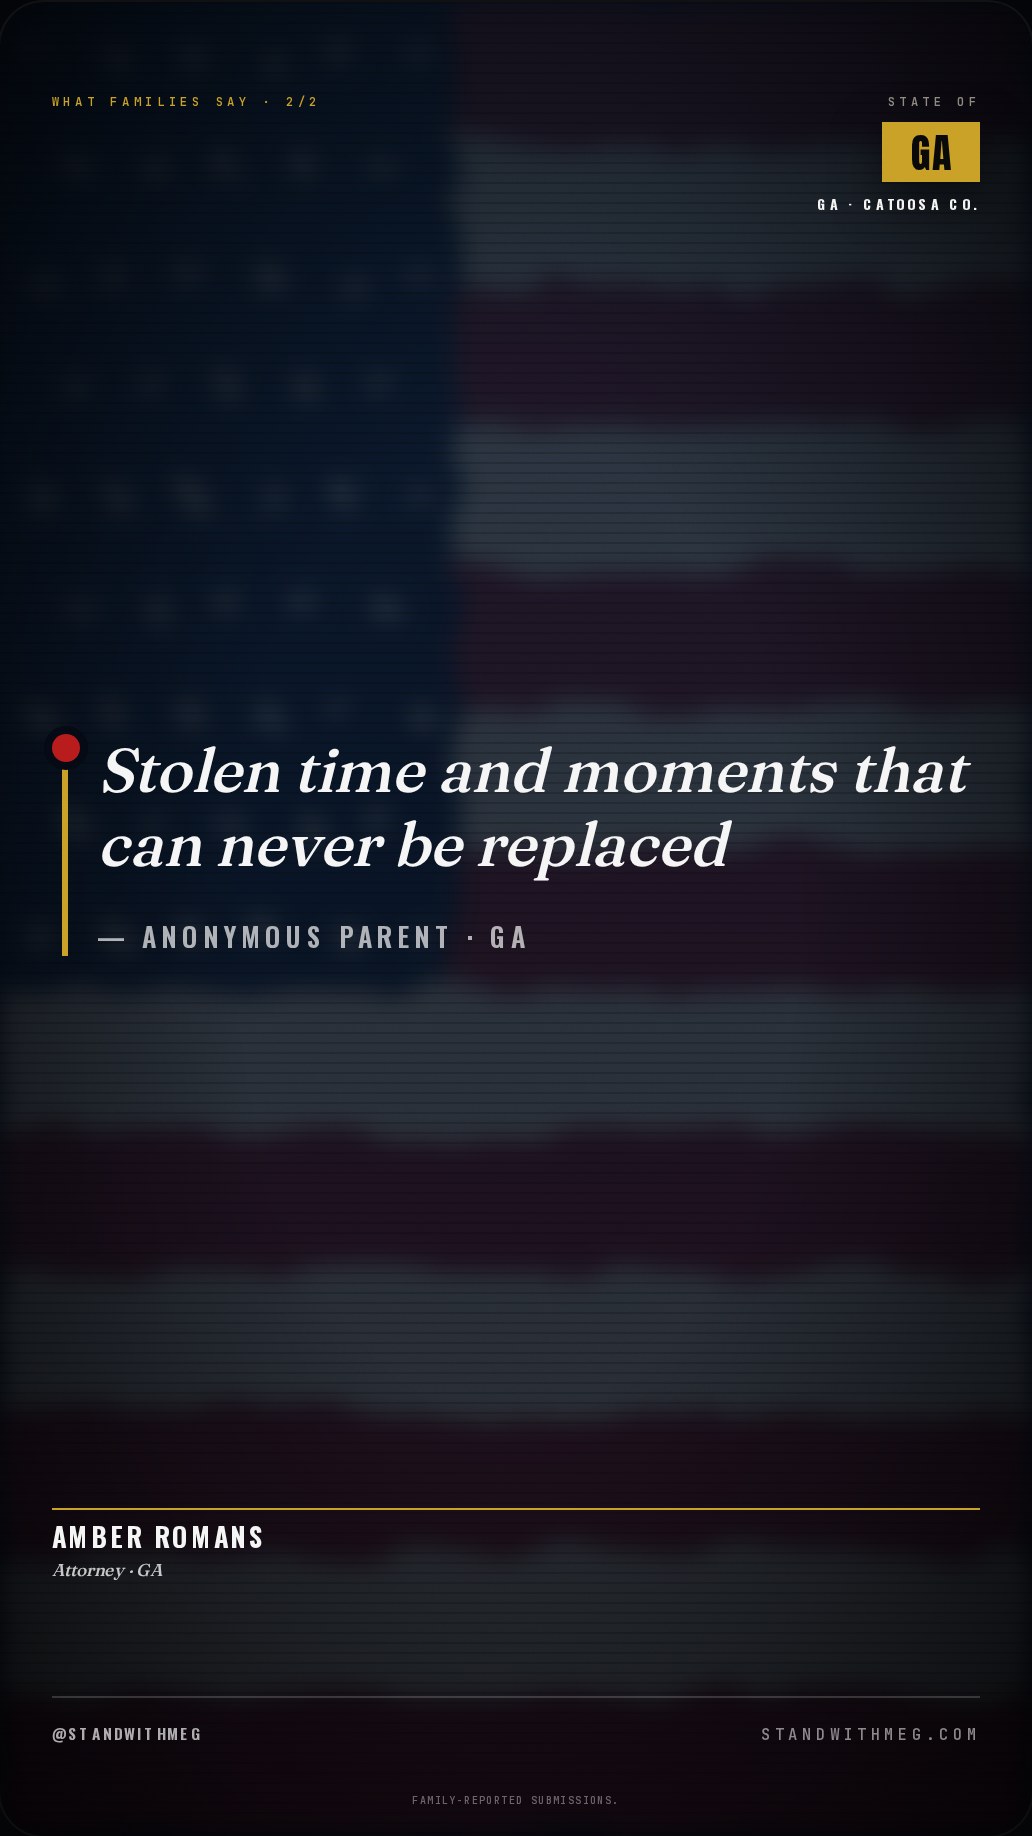 WHAT FAMILIES SAY · 2/2
STATE OF
GA
GA · CATOOSA CO.
Stolen time and moments that
can never be replaced
— ANONYMOUS PARENT · GA
AMBER ROMANS
Attorney · GA
@STANDWITHMEG
STANDWITHMEG.COM
FAMILY-REPORTED SUBMISSIONS.